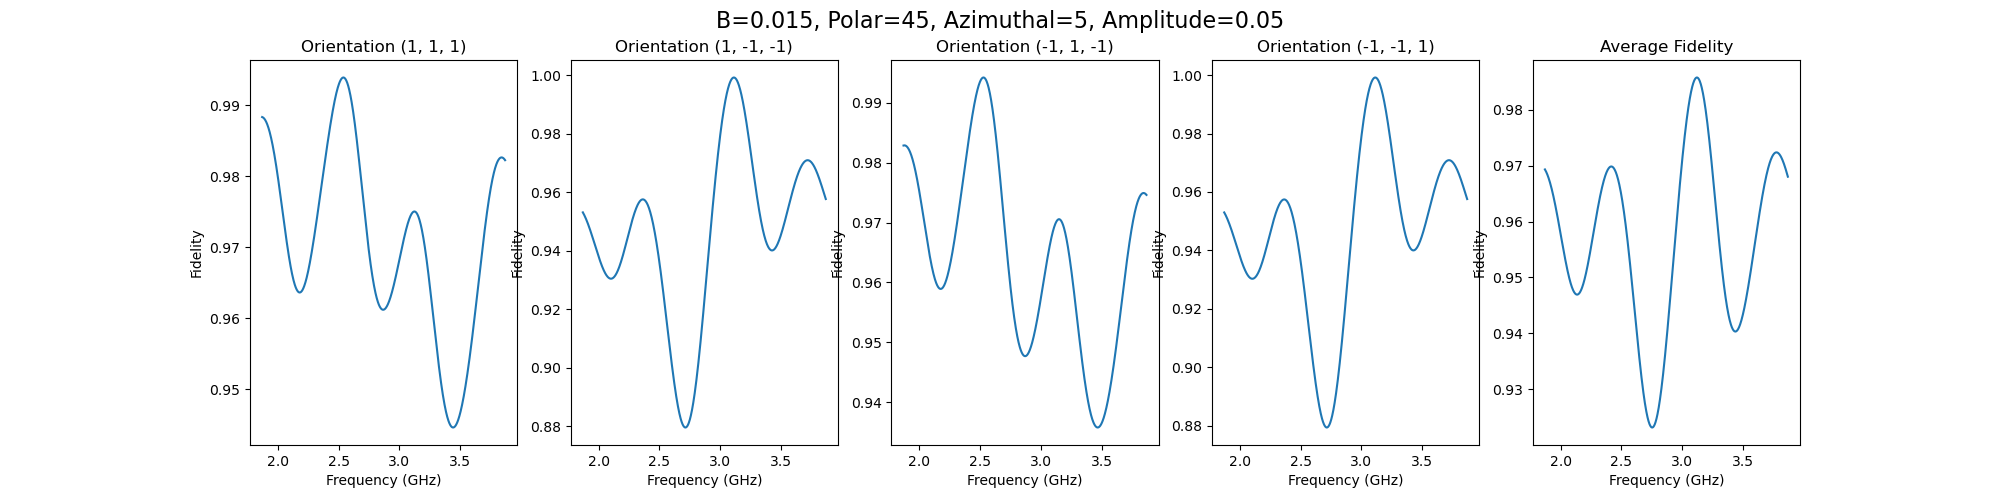 B=0.015, Polar=45, Azimuthal=5, Amplitude=0.05
Orientation (1, 1, 1)
Fidelity
0.99
0.98
0.97
0.96
0.95
2.0 2.5 3.0 3.5
Frequency (GHz)
Orientation (1, -1, -1)
Fidelity
1.00
0.98
0.96
0.94
0.92
0.90
0.88
2.0 2.5 3.0 3.5
Frequency (GHz)
Orientation (-1, 1, -1)
Fidelity
0.99
0.98
0.97
0.96
0.95
0.94
2.0 2.5 3.0 3.5
Frequency (GHz)
Orientation (-1, -1, 1)
Fidelity
1.00
0.98
0.96
0.94
0.92
0.90
0.88
2.0 2.5 3.0 3.5
Frequency (GHz)
Average Fidelity
Fidelity
0.98
0.97
0.96
0.95
0.94
0.93
2.0 2.5 3.0 3.5
Frequency (GHz)